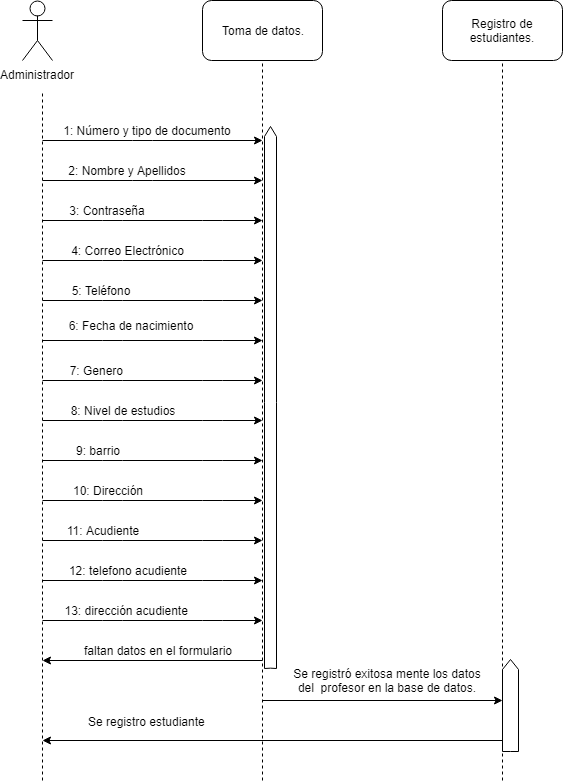 Administrador
Toma de datos.
Registro de
estudiantes.
1: Número y tipo de documento
2: Nombre y Apellidos
3: Contraseña
4: Correo Electrónico
5: Teléfono
6: Fecha de nacimiento
7: Genero
8: Nivel de estudios
9: barrio
10: Dirección
11: Acudiente
12: telefono acudiente
13: dirección acudiente
faltan datos en el formulario
Se registró exitosa mente los datos
del profesor en la base de datos.
Se registro estudiante